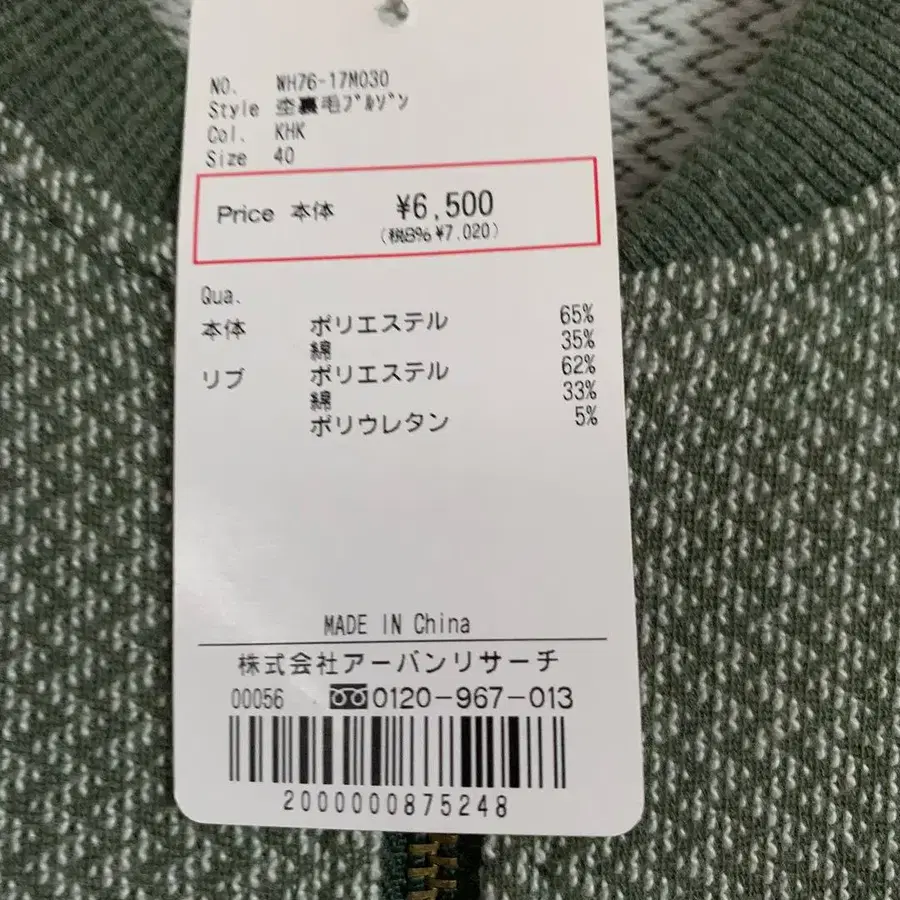 NO. WH76-17M030
Style 杢裏毛ﾌﾞﾙｿﾞﾝ
Col. KHK
Size 40
Price 本体 ¥6,500
(税8% ¥7,020)
Qua.
本体 ポリエステル 65%
綿 35%
リブ ポリエステル 62%
綿 33%
ポリウレタン 5%
MADE IN China
株式会社アーバンリサーチ
00056 0120-967-013
2000000875248